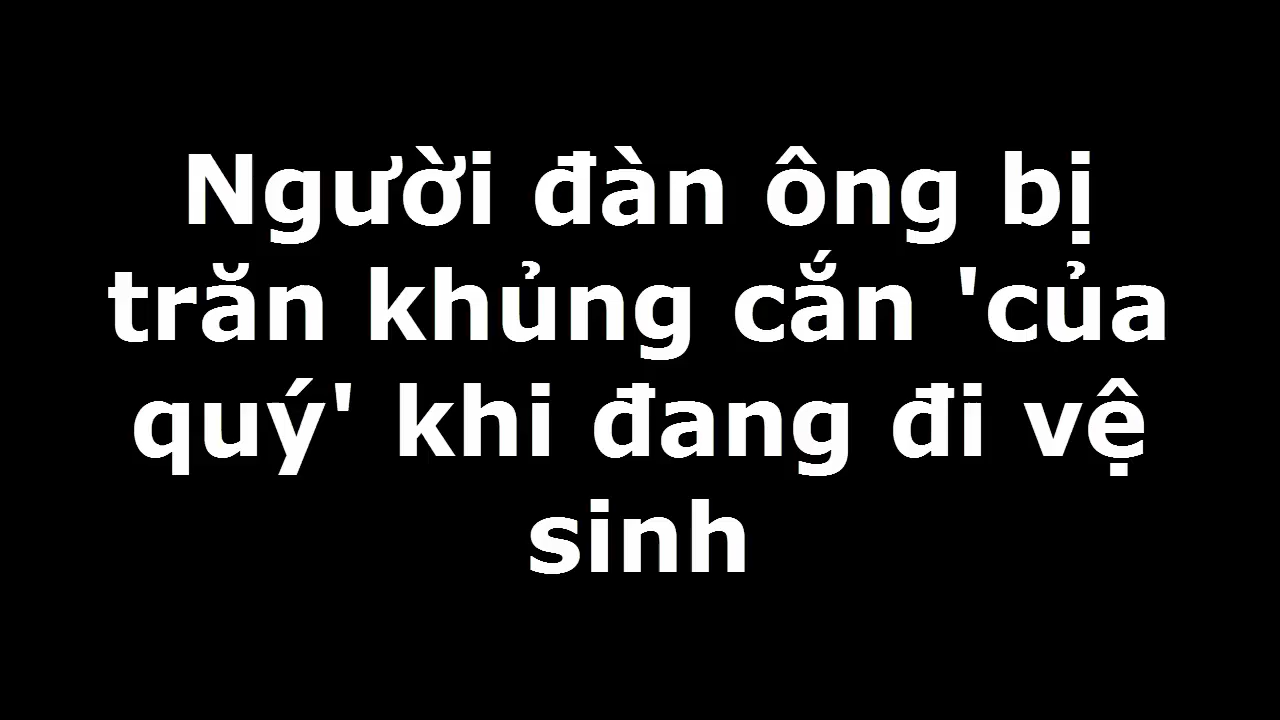 Người đàn ông bị
trăn khủng cắn 'của
quý' khi đang đi vệ
sinh